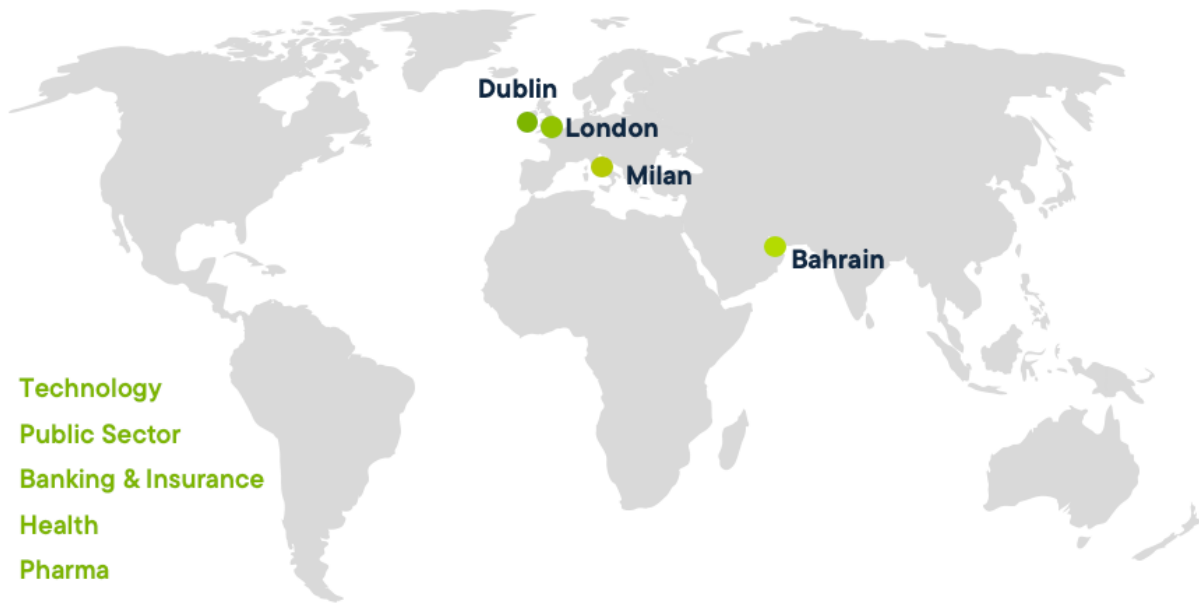 Dublin
London
Milan
Bahrain
Technology
Public Sector
Banking & Insurance
Health
Pharma